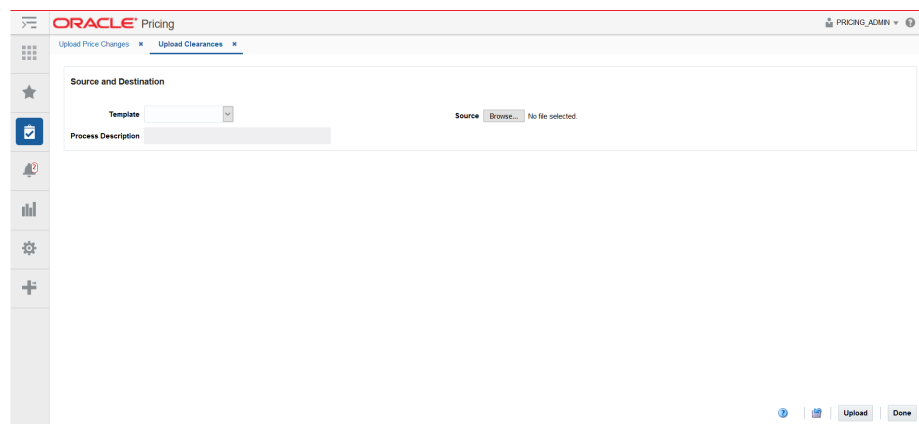 ORACLE® Pricing
PRICING_ADMIN
Upload Price Changes × Upload Clearances ×
Source and Destination
Template
Source Browse... No file selected.
Process Description
2
Upload Done